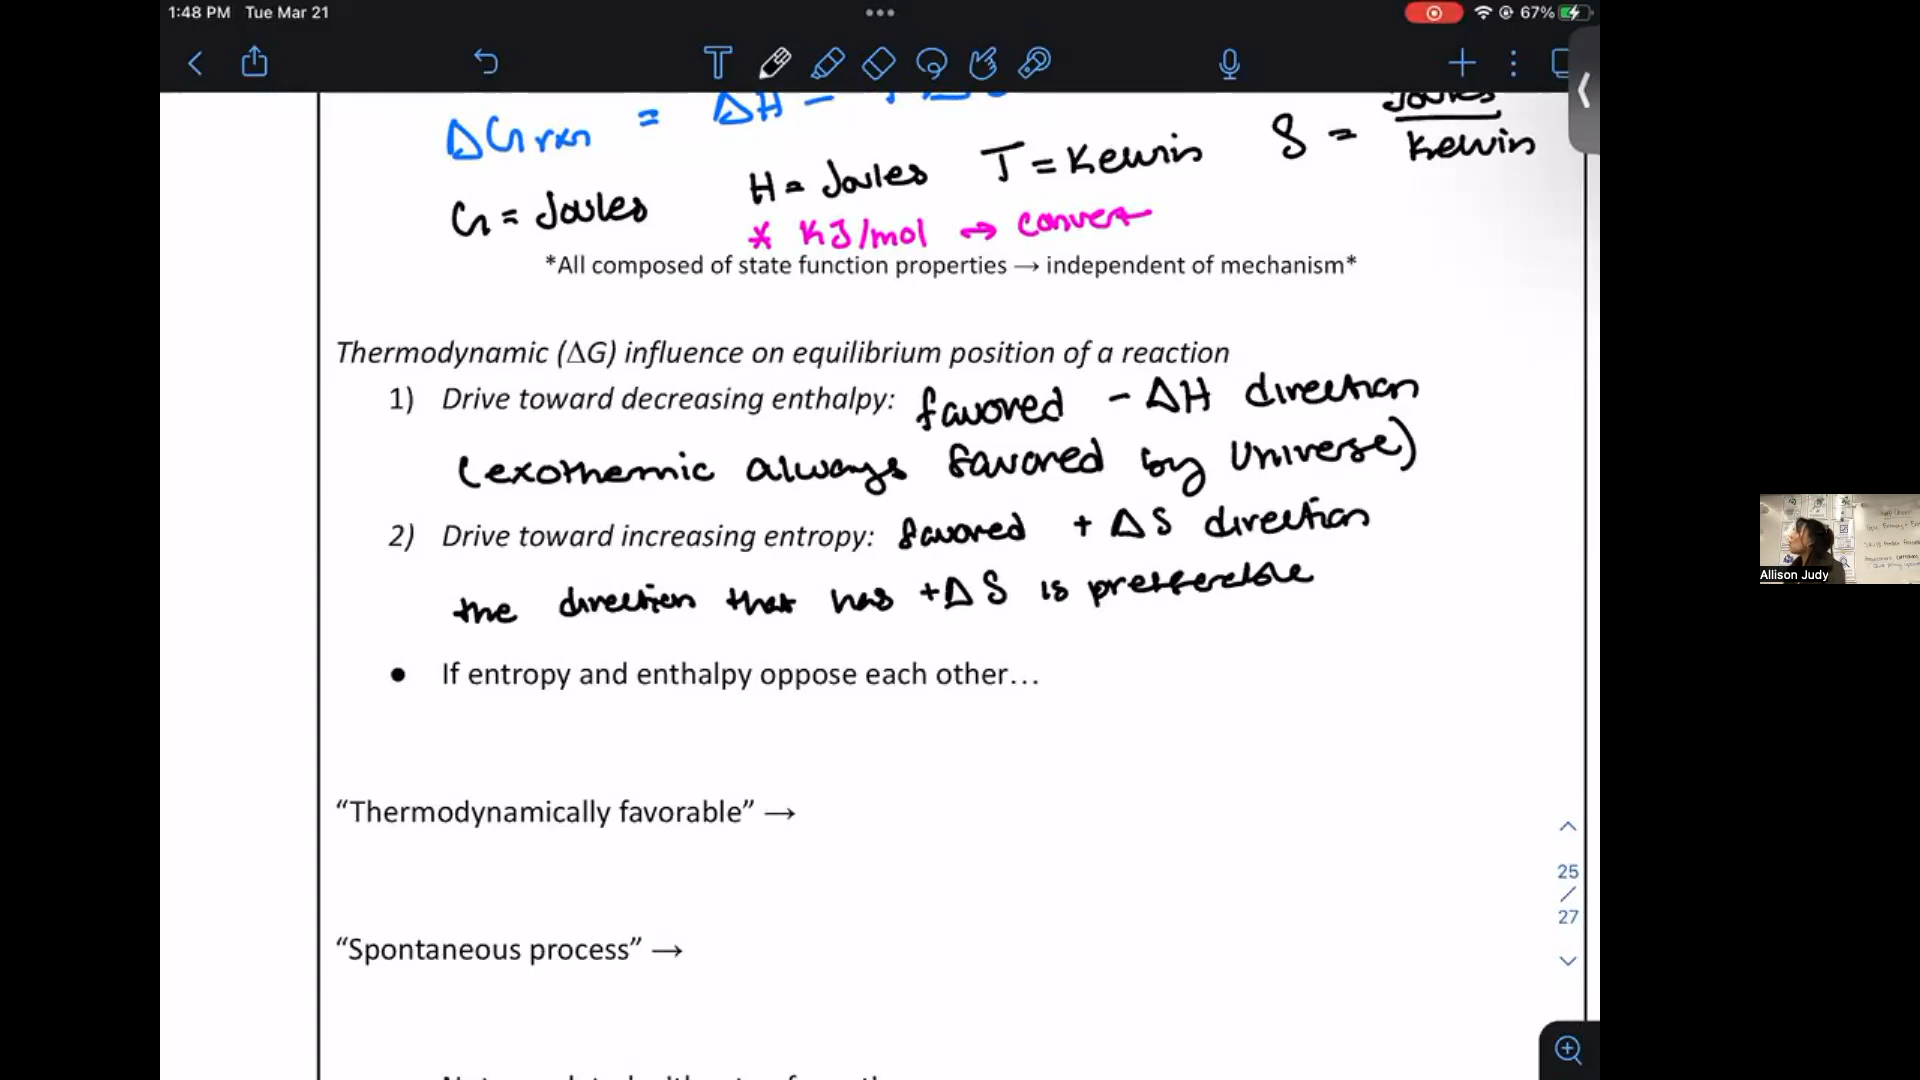 1:48 PM Tue Mar 21
67%
ΔGrxn = ΔH -
Joules
S = Kelvin
G = Joules H = Joules T = Kelvin
* KJ/mol → convert
*All composed of state function properties → independent of mechanism*
Thermodynamic (ΔG) influence on equilibrium position of a reaction
1) Drive toward decreasing enthalpy: favored - ΔH direction
(exothermic always favored by Universe)
2) Drive toward increasing entropy: favored + ΔS direction
the direction that has +ΔS is prefferable
● If entropy and enthalpy oppose each other…
“Thermodynamically favorable” →
“Spontaneous process” →
25
/
27
Allison Judy